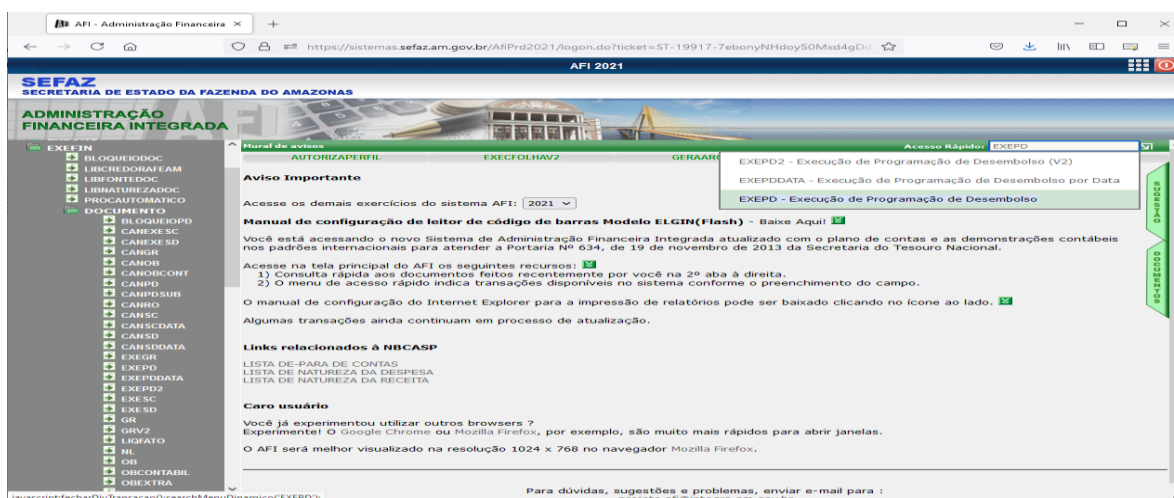 AFI - Administração Financeira
https://sistemas.sefaz.am.gov.br/AfiPrd2021/logon.do?ticket=ST-19917-7ebonyNHdoy50Mxd4gDd
AFI 2021
SEFAZ
SECRETARIA DE ESTADO DA FAZENDA DO AMAZONAS
ADMINISTRAÇÃO
FINANCEIRA INTEGRADA
EXEFIN
BLOQUEIODOC
LIBCREDORAFEAM
LIBFONTEDOC
LIBNATUREZADOC
PROCAUTOMATICO
DOCUMENTO
BLOQUEIOPD
CANEXESC
CANEXESD
CANGR
CANOB
CANOBCONT
CANPD
CANPDSUB
CANRO
CANSC
CANSCDATA
CANSD
CANSDDATA
EXEGR
EXEPD
EXEPDDATA
EXEPD2
EXESC
EXESD
GR
GRV2
LIQFATO
NL
OB
OBCONTABIL
OBEXTRA
Mural de avisos
Acesso Rápido: EXEPD
AUTORIZAPERFIL EXECFOLHAV2
EXEPD2 - Execução de Programação de Desembolso (V2)
EXEPDDATA - Execução de Programação de Desembolso por Data
EXEPD - Execução de Programação de Desembolso
Aviso Importante
Acesse os demais exercícios do sistema AFI: 2021
Manual de configuração de leitor de código de barras Modelo ELGIN(Flash) - Baixe Aqui!
Você está acessando o novo Sistema de Administração Financeira Integrada atualizado com o plano de contas e as demonstrações contábeis
nos padrões internacionais para atender a Portaria Nº 634, de 19 de novembro de 2013 da Secretaria do Tesouro Nacional.
Acesse na tela principal do AFI os seguintes recursos:
1) Consulta rápida aos documentos feitos recentemente por você na 2º aba à direita.
2) O menu de acesso rápido indica transações disponíveis no sistema conforme o preenchimento do campo.
O manual de configuração do Internet Explorer para a impressão de relatórios pode ser baixado clicando no ícone ao lado.
Algumas transações ainda continuam em processo de atualização.
Links relacionados à NBCASP
LISTA DE-PARA DE CONTAS
LISTA DE NATUREZA DA DESPESA
LISTA DE NATUREZA DA RECEITA
Caro usuário
Você já experimentou utilizar outros browsers ?
Experimente! O Google Chrome ou Mozilla Firefox, por exemplo, são muito mais rápidos para abrir janelas.
O AFI será melhor visualizado na resolução 1024 x 768 no navegador Mozilla Firefox.
Para dúvidas, sugestões e problemas, enviar e-mail para :
SUGESTÃO
DOCUMENTOS